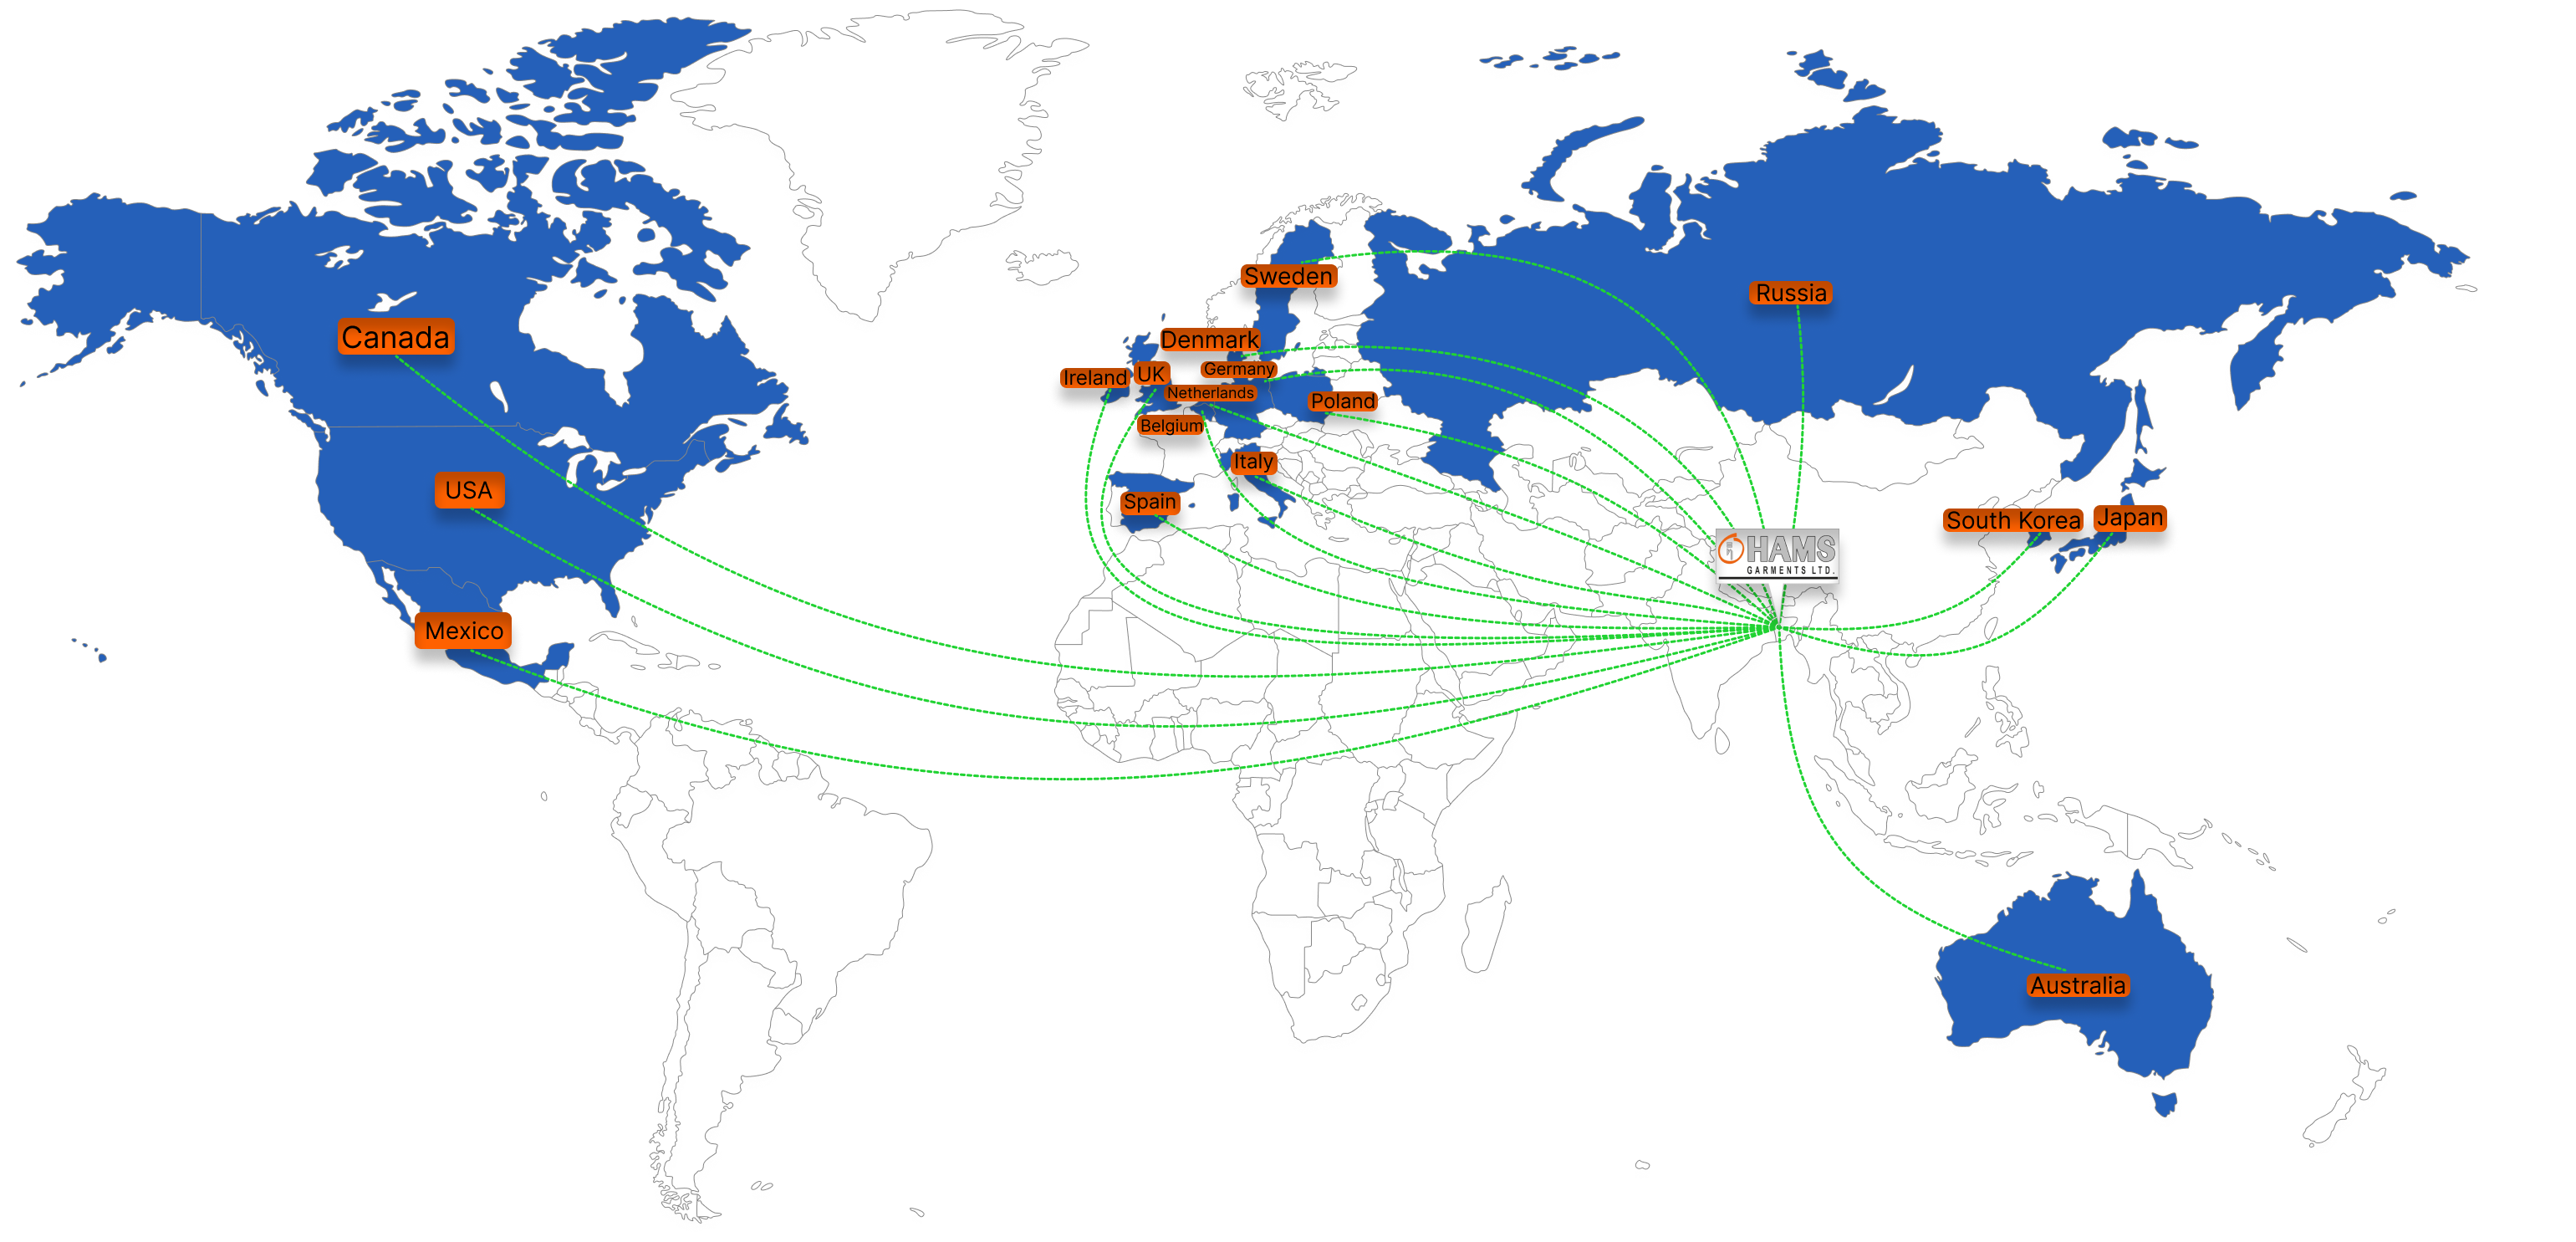 Sweden
Russia
Canada
Denmark
Germany
Ireland
UK
Netherlands
Poland
Belgium
Italy
USA
Spain
South Korea
Japan
HAMS
GARMENTS LTD.
Mexico
Australia